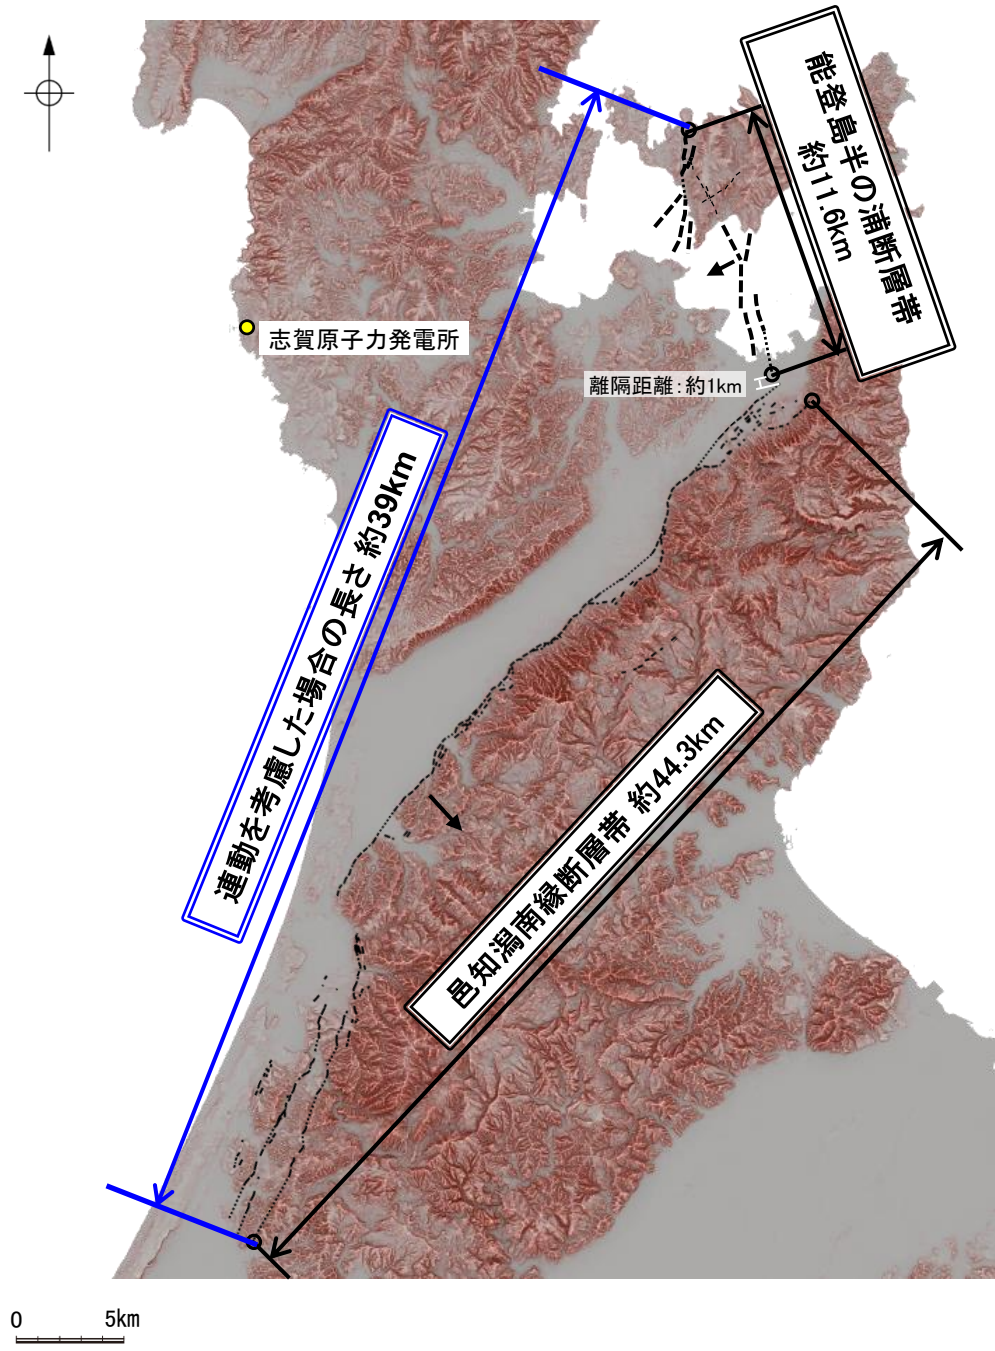 能登島半の浦断層帯
約11.6km
志賀原子力発電所
離隔距離:約1km
連動を考慮した場合の長さ 約39km
邑知潟南縁断層帯 約44.3km
0 5km